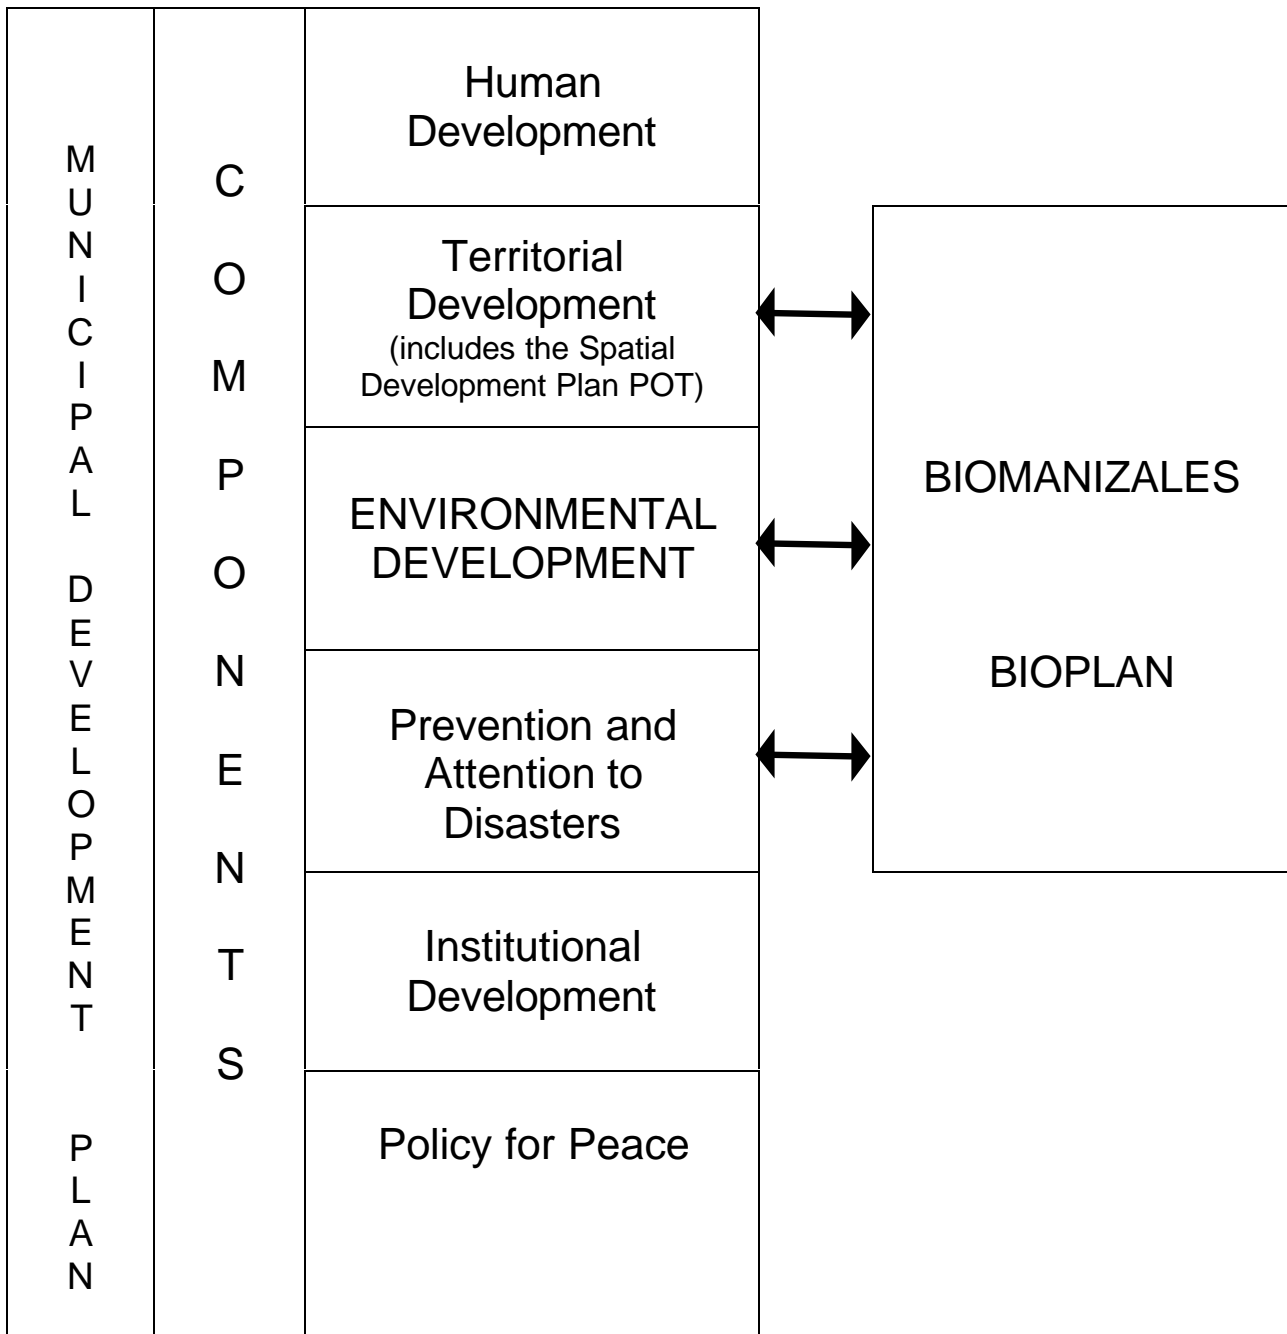 MUNICIPAL DEVELOPMENT PLAN
COMPONENTS
Human
Development
Territorial
Development
(includes the Spatial
Development Plan POT)
ENVIRONMENTAL
DEVELOPMENT
Prevention and
Attention to
Disasters
Institutional
Development
Policy for Peace
BIOMANIZALES
BIOPLAN